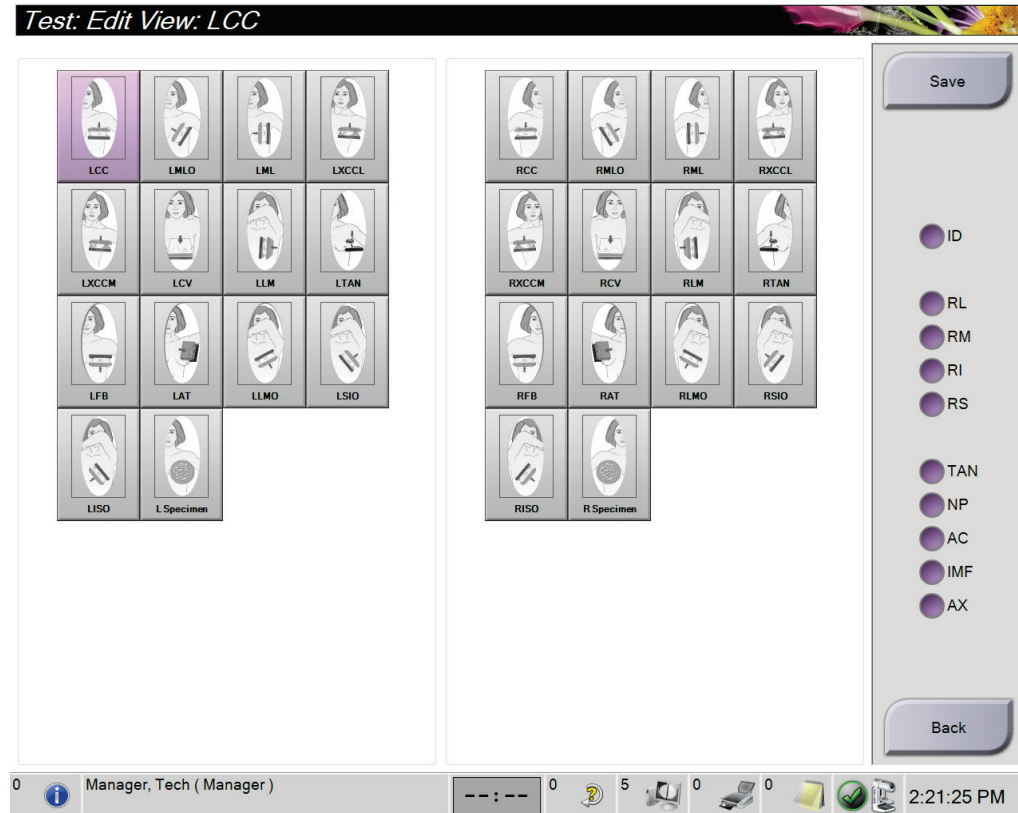 Test: Edit View: LCC
LCC LMLO LML LXCCL
LXCCM LCV LLM LTAN
LFB LAT LLMO LSIO
LISO L Specimen
RCC RMLO RML RXCCL
RXCCM RCV RLM RTAN
RFB RAT RLMO RSIO
RISO R Specimen
Save
ID
RL
RM
RI
RS
TAN
NP
AC
IMF
AX
Back
0 Manager, Tech ( Manager ) --:-- 0 5 0 0 2:21:25 PM